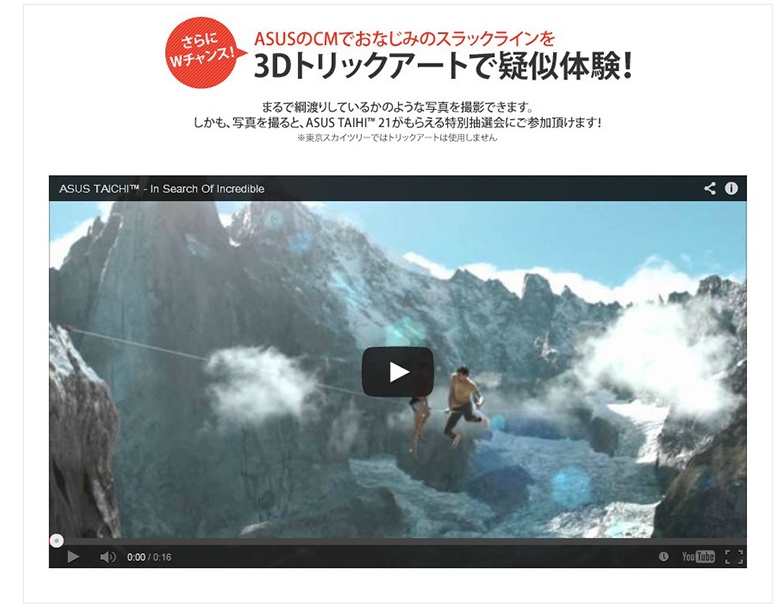 さらに
Wチャンス!
ASUSのCMでおなじみのスラックラインを
3Dトリックアートで疑似体験!
まるで綱渡りしているかのような写真を撮影できます。
しかも、写真を撮ると、ASUS TAIHI™ 21がもらえる特別抽選会にご参加頂けます!
※東京スカイツリーではトリックアートは使用しません
ASUS TAICHI™ - In Search Of Incredible
0:00 / 0:16
YouTube